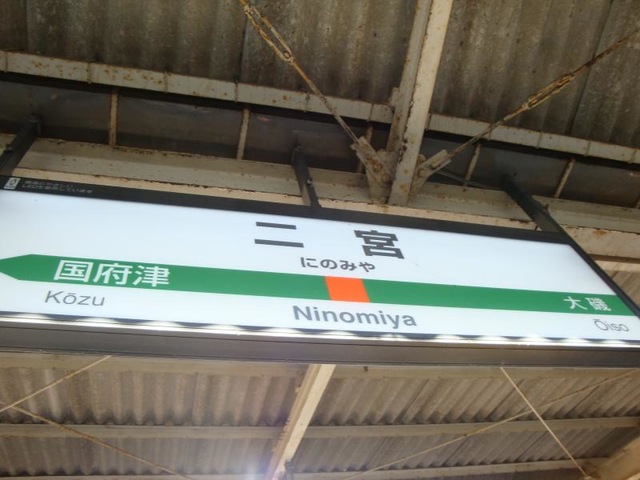 二宮
にのみや
国府津
大磯
Kōzu
Ninomiya
Ōiso